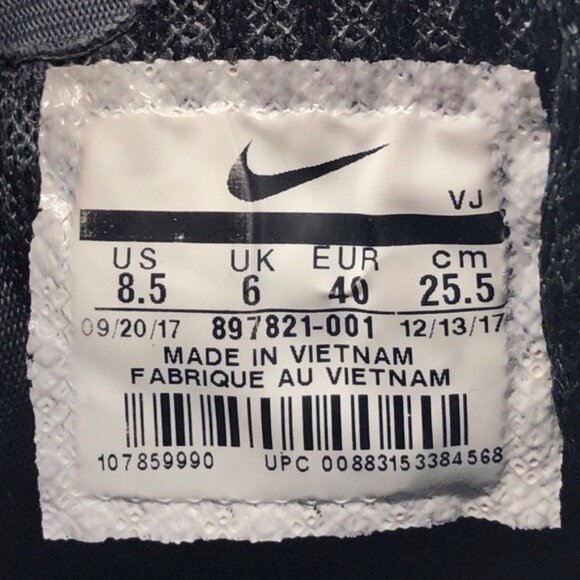 VJ
US UK EUR cm
8.5 6 40 25.5
09/20/17 897821-001 12/13/17
MADE IN VIETNAM
FABRIQUE AU VIETNAM
107859990 UPC 00883153384568